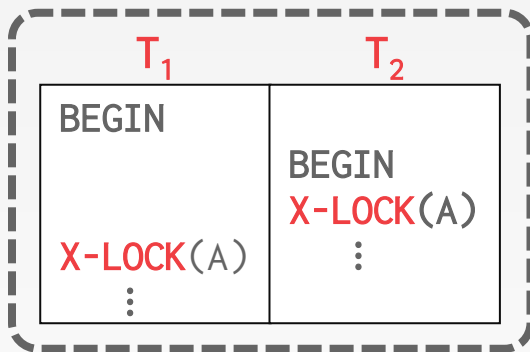 T1 T2
BEGIN
BEGIN
X-LOCK(A)
X-LOCK(A)
⋮
⋮